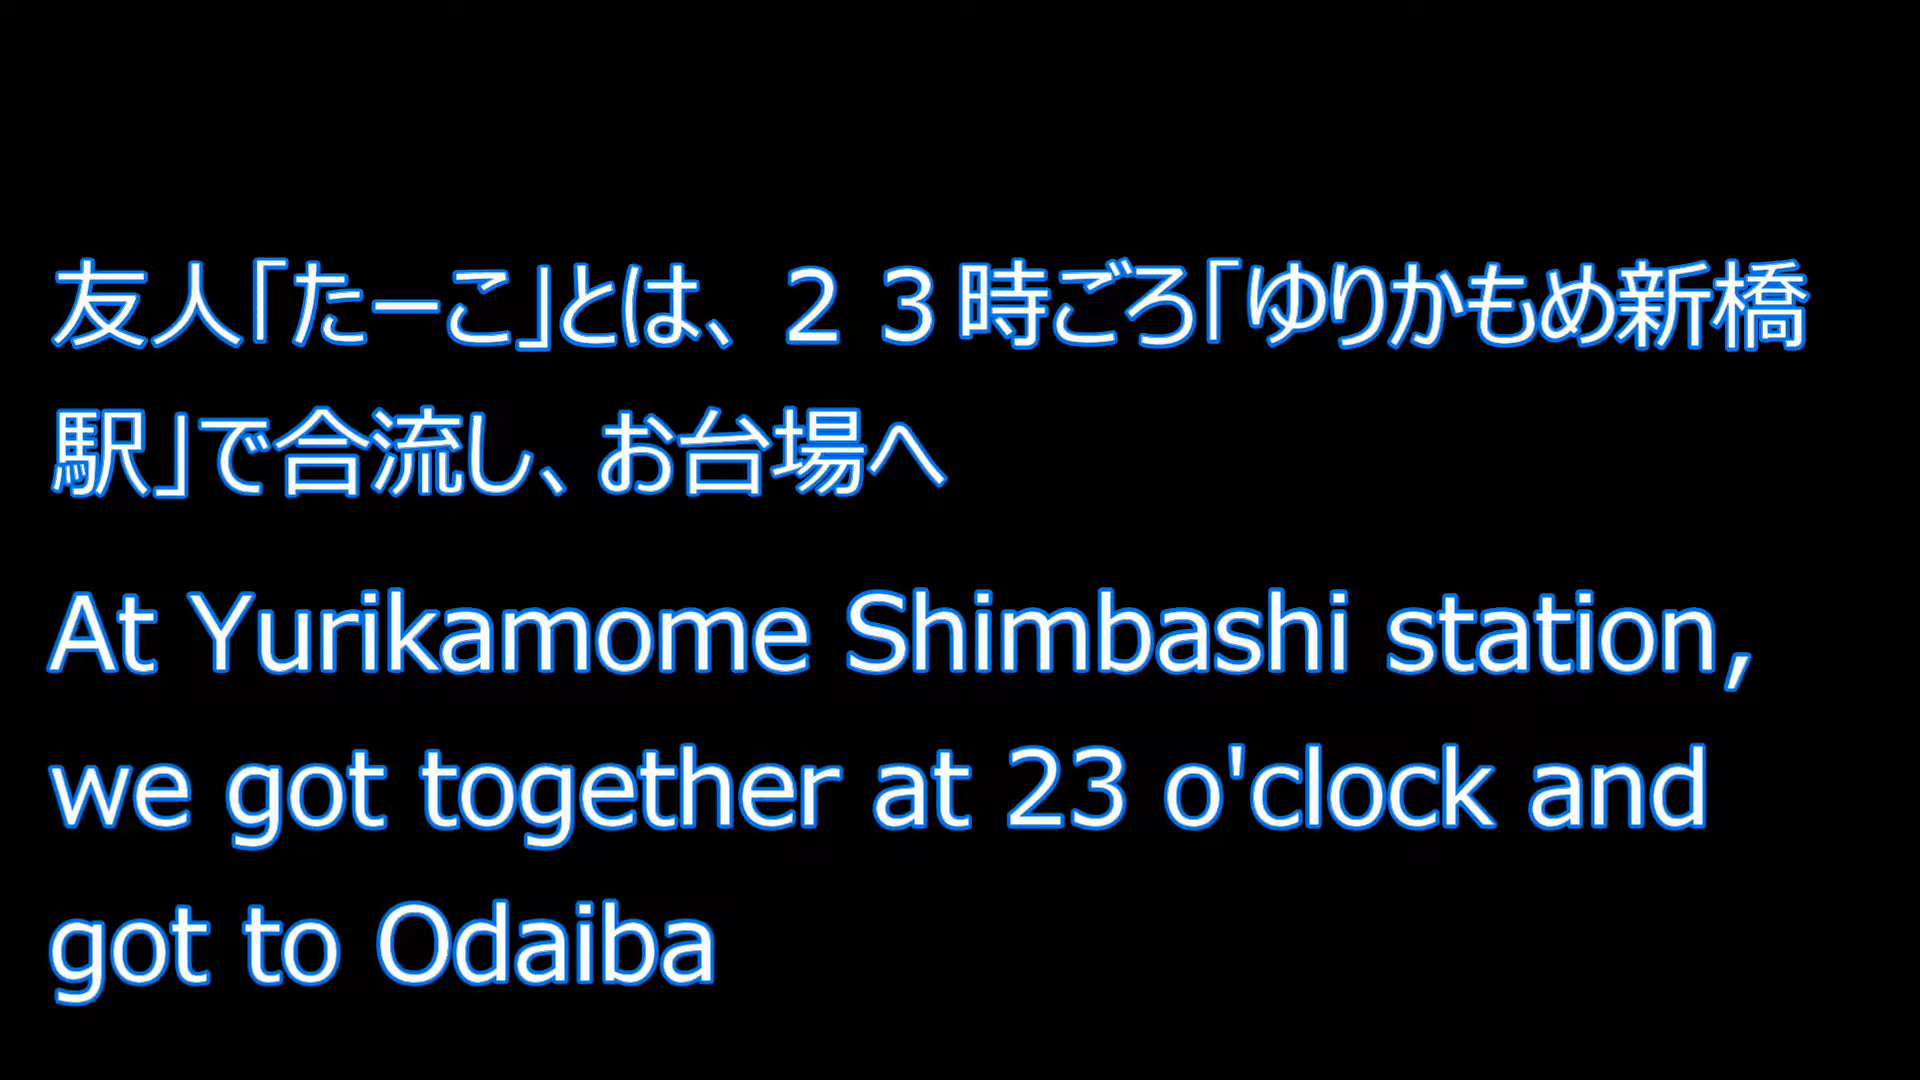 友人「たーこ」とは、２３時ごろ「ゆりかもめ新橋
駅」で合流し、お台場へ
At Yurikamome Shimbashi station,
we got together at 23 o'clock and
got to Odaiba